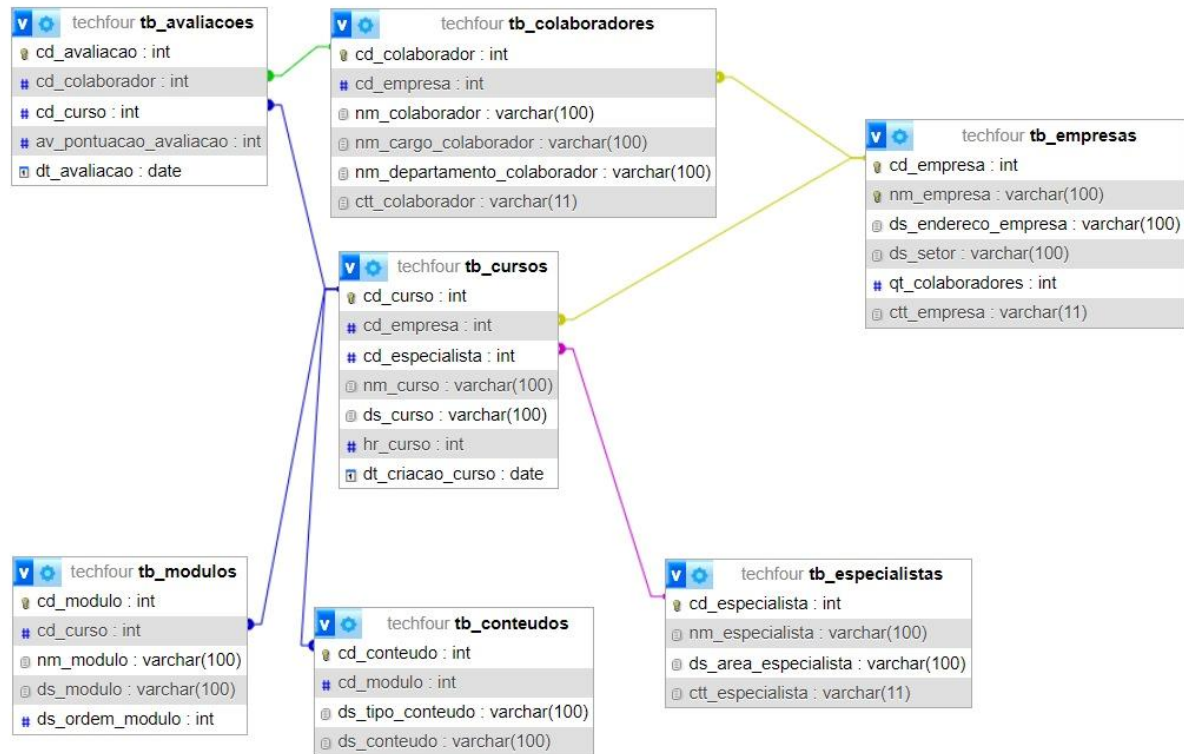 techfour tb_avaliacoes
cd_avaliacao : int
cd_colaborador : int
cd_curso : int
av_pontuacao_avaliacao : int
dt_avaliacao : date
techfour tb_colaboradores
cd_colaborador : int
cd_empresa : int
nm_colaborador : varchar(100)
nm_cargo_colaborador : varchar(100)
nm_departamento_colaborador : varchar(100)
ctt_colaborador : varchar(11)
techfour tb_empresas
cd_empresa : int
nm_empresa : varchar(100)
ds_endereco_empresa : varchar(100)
ds_setor : varchar(100)
qt_colaboradores : int
ctt_empresa : varchar(11)
techfour tb_cursos
cd_curso : int
cd_empresa : int
cd_especialista : int
nm_curso : varchar(100)
ds_curso : varchar(100)
hr_curso : int
dt_criacao_curso : date
techfour tb_modulos
cd_modulo : int
cd_curso : int
nm_modulo : varchar(100)
ds_modulo : varchar(100)
ds_ordem_modulo : int
techfour tb_conteudos
cd_conteudo : int
cd_modulo : int
ds_tipo_conteudo : varchar(100)
ds_conteudo : varchar(100)
techfour tb_especialistas
cd_especialista : int
nm_especialista : varchar(100)
ds_area_especialista : varchar(100)
ctt_especialista : varchar(11)